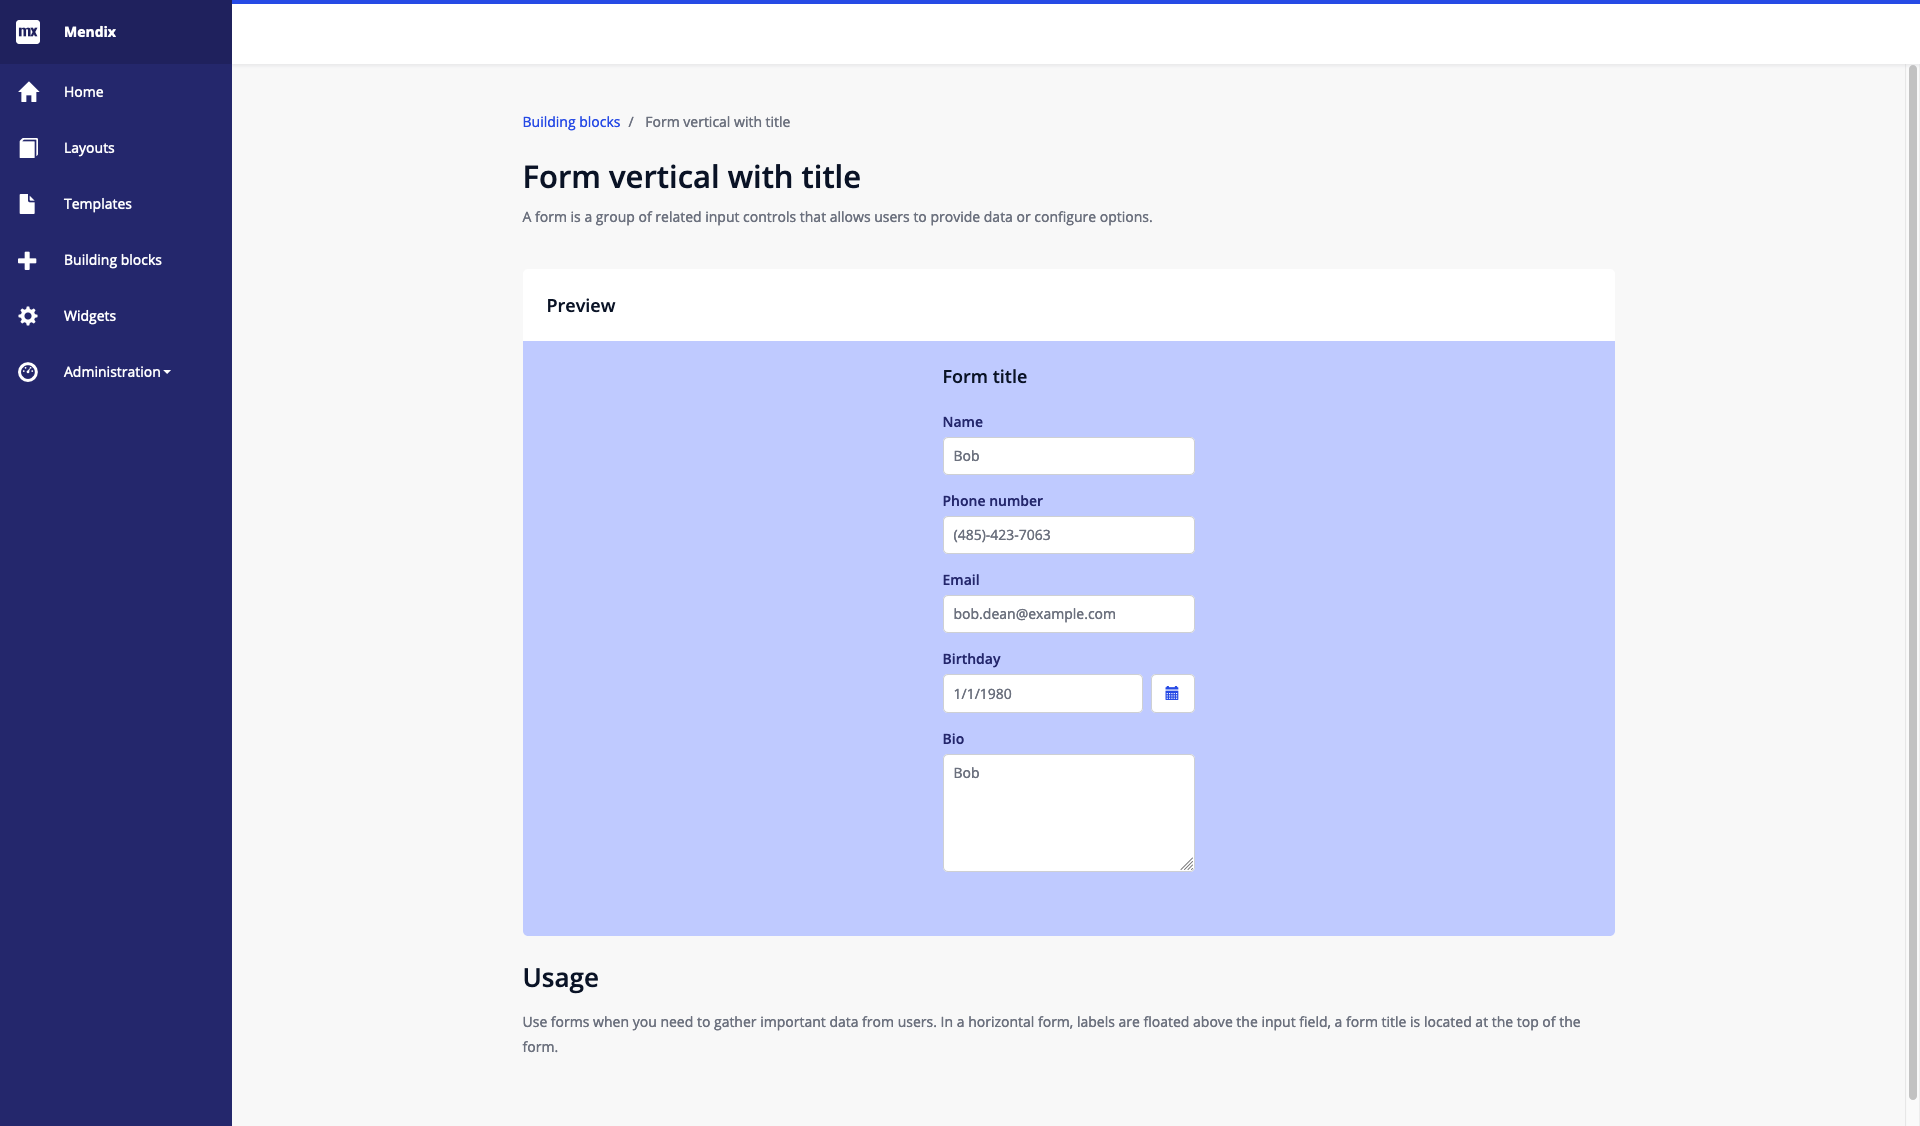 mx Mendix
Home
Layouts
Templates
Building blocks
Widgets
Administration
Building blocks / Form vertical with title
Form vertical with title
A form is a group of related input controls that allows users to provide data or configure options.
Preview
Form title
Name
Bob
Phone number
(485)-423-7063
Email
bob.dean@example.com
Birthday
1/1/1980
Bio
Bob
Usage
Use forms when you need to gather important data from users. In a horizontal form, labels are floated above the input field, a form title is located at the top of the
form.